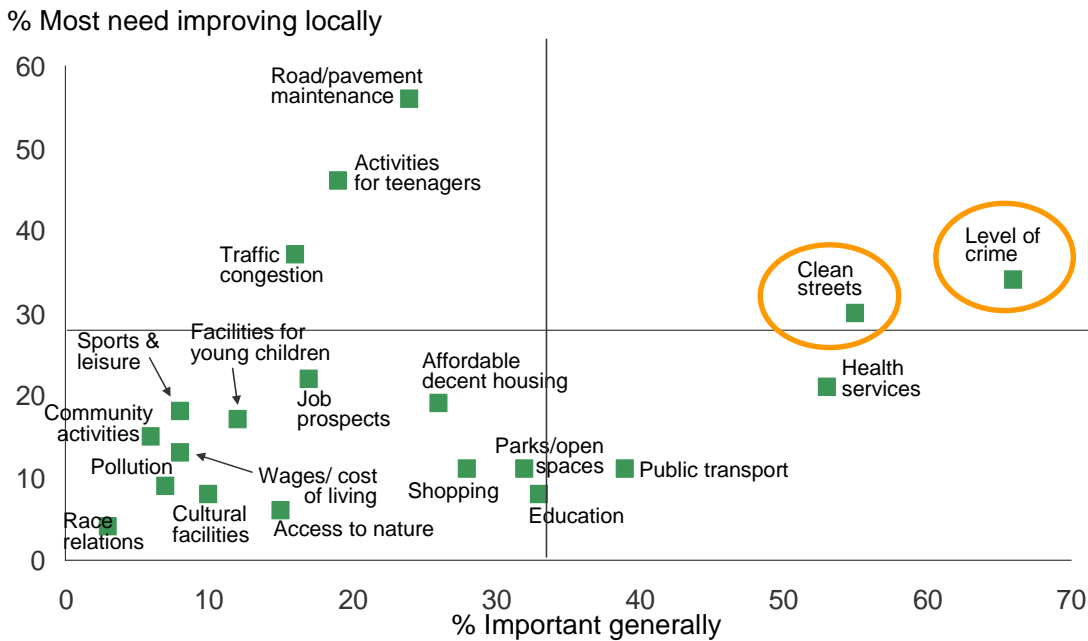 % Most need improving locally
60
50
40
30
20
10
0
Road/pavement
maintenance
Activities
for teenagers
Traffic
congestion
Level of
crime
Clean
streets
Sports &
leisure
Facilities for
young children
Job
prospects
Affordable
decent housing
Health
services
Community
activities
Pollution
Wages/ cost
of living
Parks/open
spaces
Public transport
Shopping
Education
Race
relations
Cultural
facilities
Access to nature
0 10 20 30 40 50 60 70
% Important generally